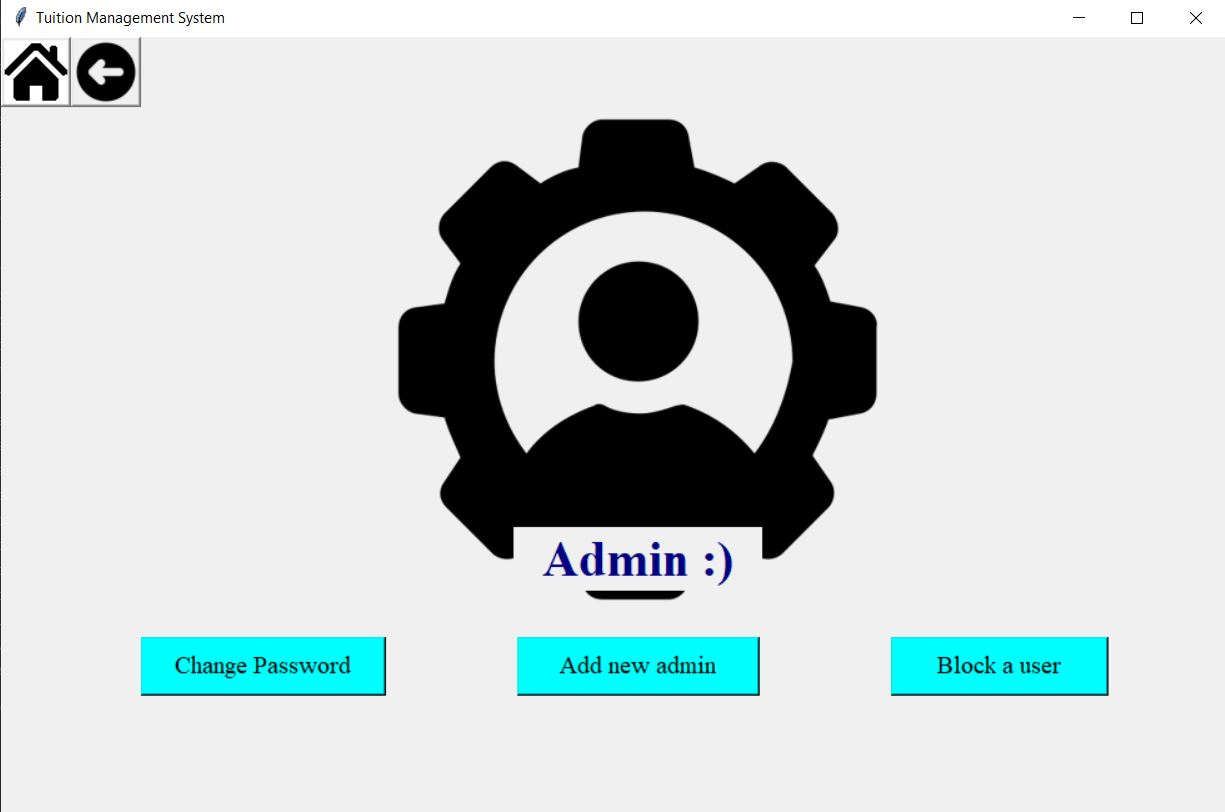 Tuition Management System
Admin :)
Change Password
Add new admin
Block a user